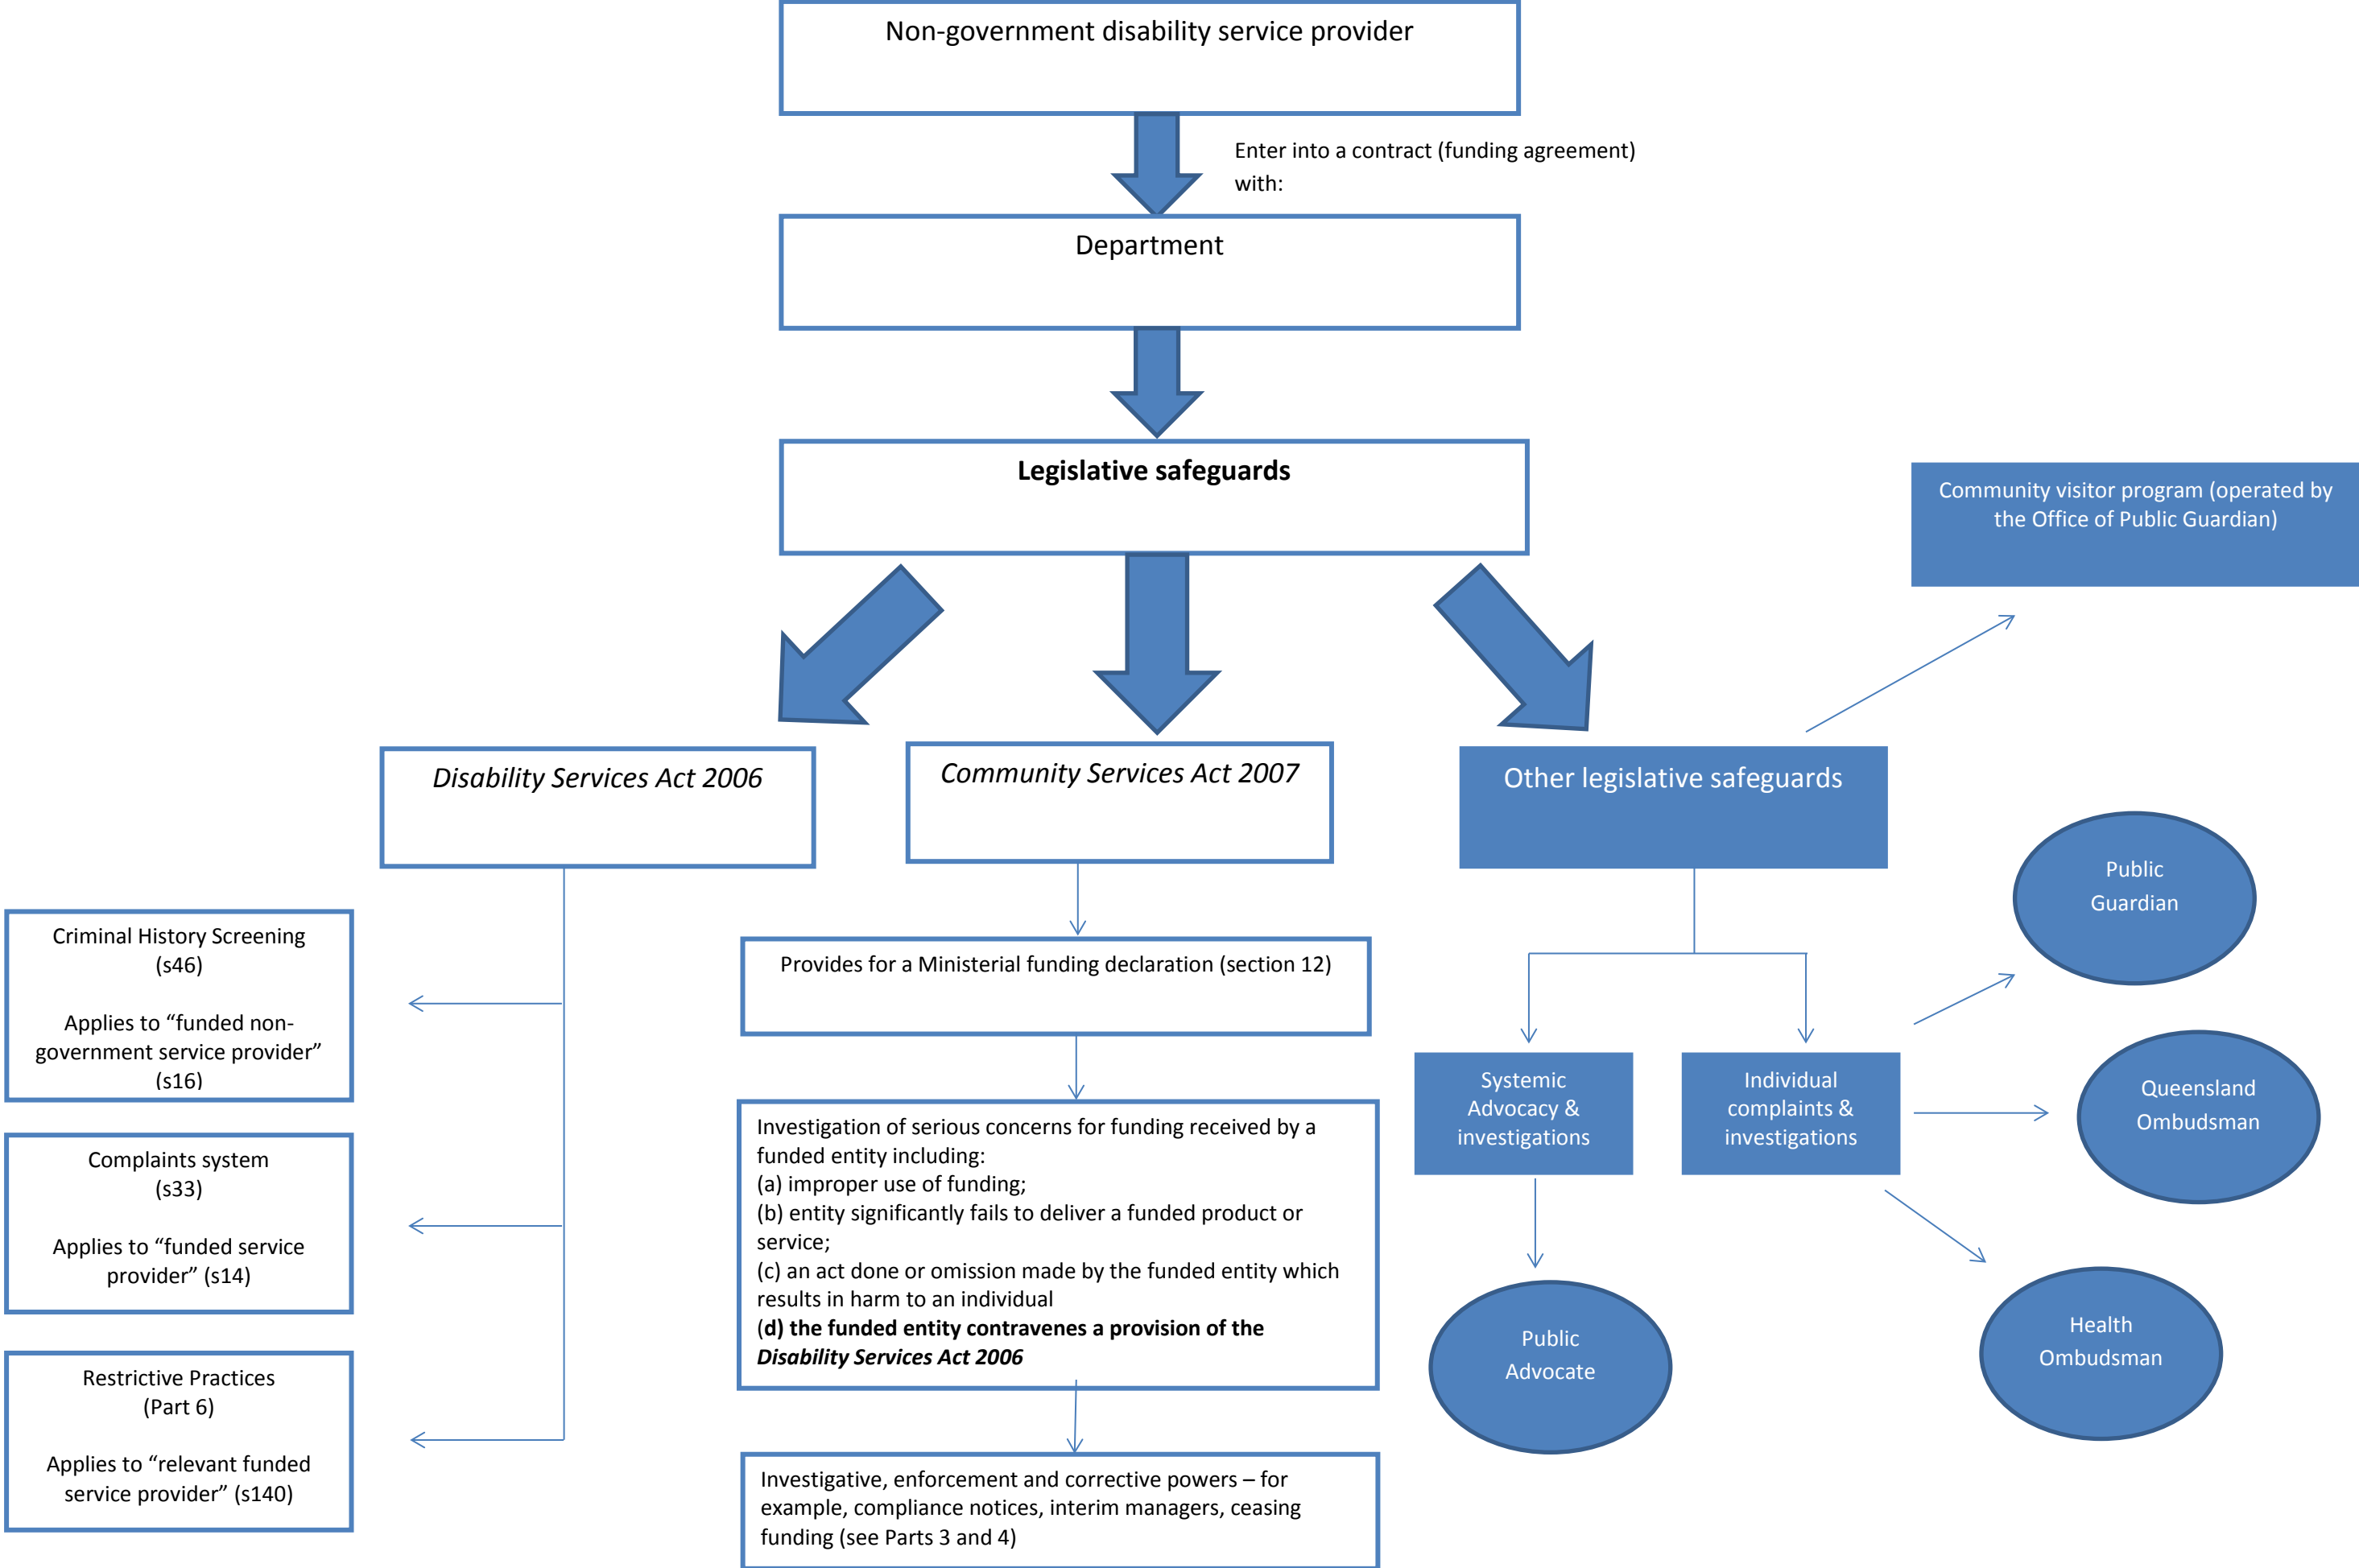 Non-government disability service provider
Enter into a contract (funding agreement)
with:
Department
Legislative safeguards
Community visitor program (operated by
the Office of Public Guardian)
Disability Services Act 2006
Community Services Act 2007
Other legislative safeguards
Criminal History Screening
(s46)
Applies to “funded non-
government service provider”
(s16)
Complaints system
(s33)
Applies to “funded service
provider” (s14)
Restrictive Practices
(Part 6)
Applies to “relevant funded
service provider” (s140)
Provides for a Ministerial funding declaration (section 12)
Investigation of serious concerns for funding received by a
funded entity including:
(a) improper use of funding;
(b) entity significantly fails to deliver a funded product or
service;
(c) an act done or omission made by the funded entity which
results in harm to an individual
(d) the funded entity contravenes a provision of the
Disability Services Act 2006
Investigative, enforcement and corrective powers – for
example, compliance notices, interim managers, ceasing
funding (see Parts 3 and 4)
Systemic
Advocacy &
investigations
Individual
complaints &
investigations
Public
Guardian
Queensland
Ombudsman
Health
Ombudsman
Public
Advocate